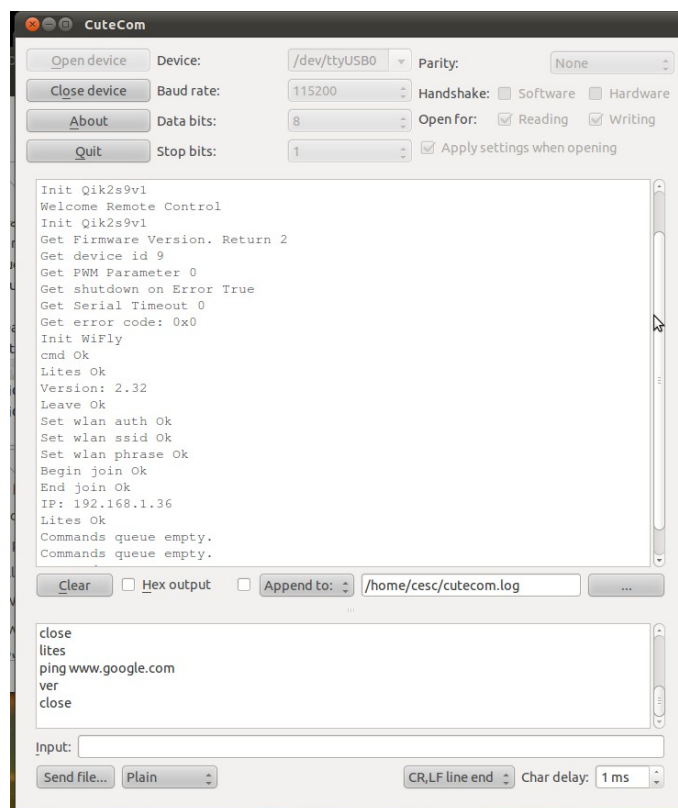 CuteCom
Open device Device: /dev/ttyUSB0 Parity: None
Close device Baud rate: 115200 Handshake: Software Hardware
About Data bits: 8 Open for: Reading Writing
Quit Stop bits: 1 Apply settings when opening
Init Qik2s9v1
Welcome Remote Control
Init Qik2s9v1
Get Firmware Version. Return 2
Get device id 9
Get PWM Parameter 0
Get shutdown on Error True
Get Serial Timeout 0
Get error code: 0x0
Init WiFly
cmd Ok
Lites Ok
Version: 2.32
Leave Ok
Set wlan auth Ok
Set wlan ssid Ok
Set wlan phrase Ok
Begin join Ok
End join Ok
IP: 192.168.1.36
Lites Ok
Commands queue empty.
Commands queue empty.
Clear Hex output Append to: /home/cesc/cutecom.log ...
close
lites
ping www.google.com
ver
close
Input:
Send file... Plain CR,LF line end Char delay: 1 ms